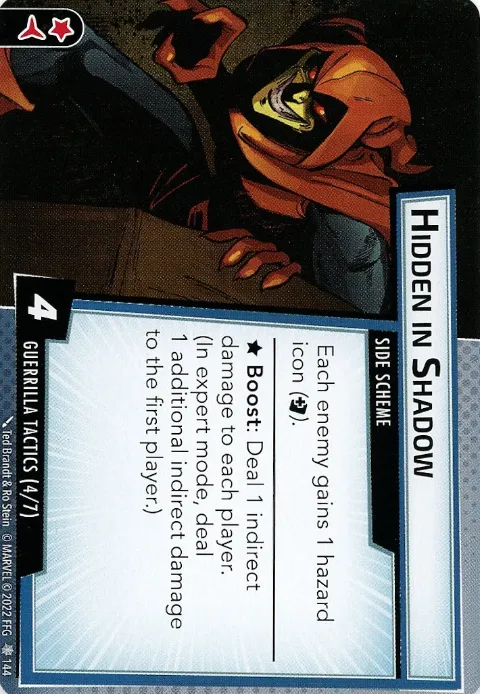 HIDDEN IN SHADOW
SIDE SCHEME
Each enemy gains 1 hazard
icon ( ).
★ Boost: Deal 1 indirect
damage to each player.
(In expert mode, deal
1 additional indirect damage
to the first player.)
4
GUERRILLA TACTICS (4/7)
Ted Brandt & Ro Stein © MARVEL © 2022 FFG 144